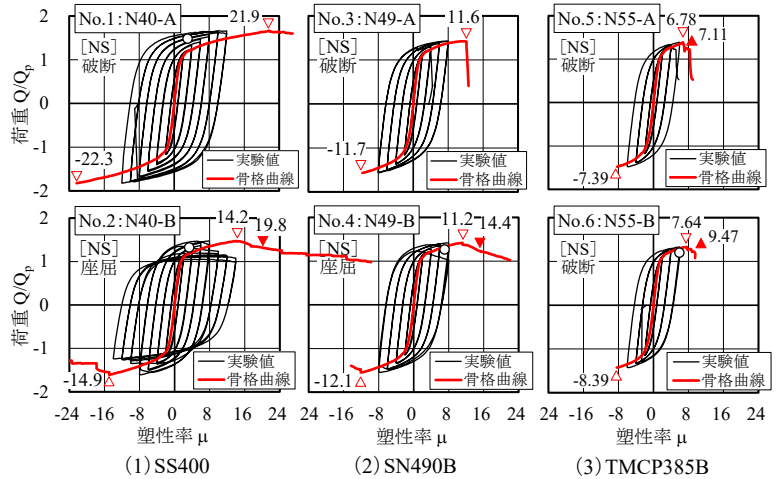 No.1：N40-A
21.9
［NS］
破断
-22.3
実験値
骨格曲線
No.3：N49-A
11.6
［NS］
破断
-11.7
実験値
骨格曲線
No.5：N55-A
6.78
7.11
［NS］
破断
-7.39
実験値
骨格曲線
荷重 Q/Qp
2
1
0
-1
-2
No.2：N40-B
14.2
19.8
［NS］
座屈
-14.9
実験値
骨格曲線
No.4：N49-B
11.2
14.4
［NS］
座屈
-12.1
実験値
骨格曲線
No.6：N55-B
7.64
9.47
［NS］
破断
-8.39
実験値
骨格曲線
荷重 Q/Qp
2
1
0
-1
-2
-24 -16 -8 0 8 16 24
-16 -8 0 8 16 24
-16 -8 0 8 16 24
塑性率 μ
塑性率 μ
塑性率 μ
(1) SS400
(2) SN490B
(3) TMCP385B